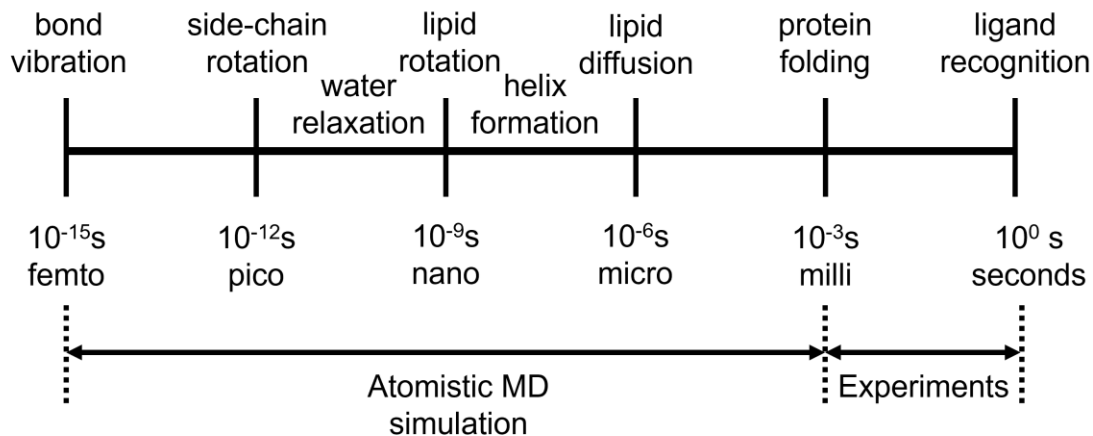 bond
vibration
side-chain
rotation
water
relaxation
lipid
rotation
helix
formation
lipid
diffusion
protein
folding
ligand
recognition
10⁻¹⁵s
femto
10⁻¹²s
pico
10⁻⁹s
nano
10⁻⁶s
micro
10⁻³s
milli
10⁰ s
seconds
Atomistic MD
simulation
Experiments